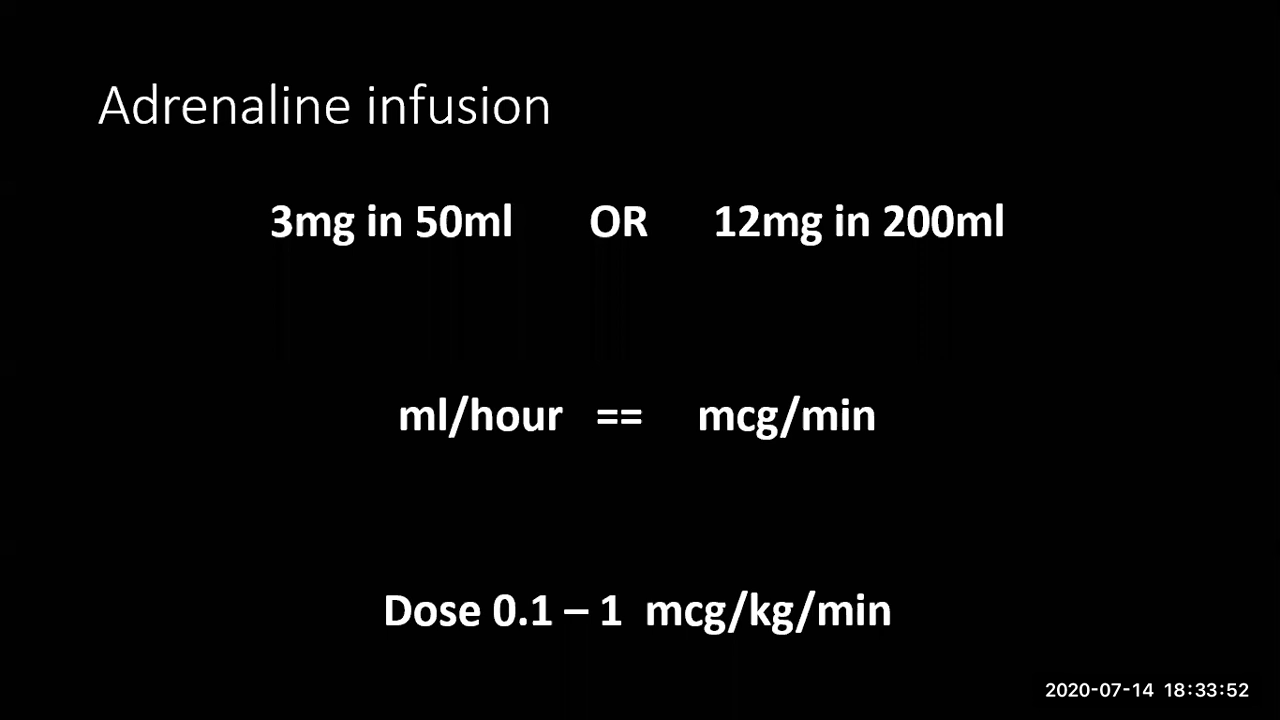 Adrenaline infusion
3mg in 50ml OR 12mg in 200ml
ml/hour == mcg/min
Dose 0.1 – 1 mcg/kg/min
2020-07-14 18:33:52